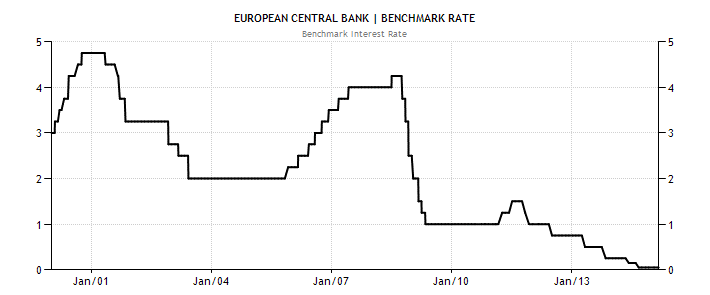 EUROPEAN CENTRAL BANK | BENCHMARK RATE
Benchmark Interest Rate
5 5
4 4
3 3
2 2
1 1
0 0
Jan/01 Jan/04 Jan/07 Jan/10 Jan/13